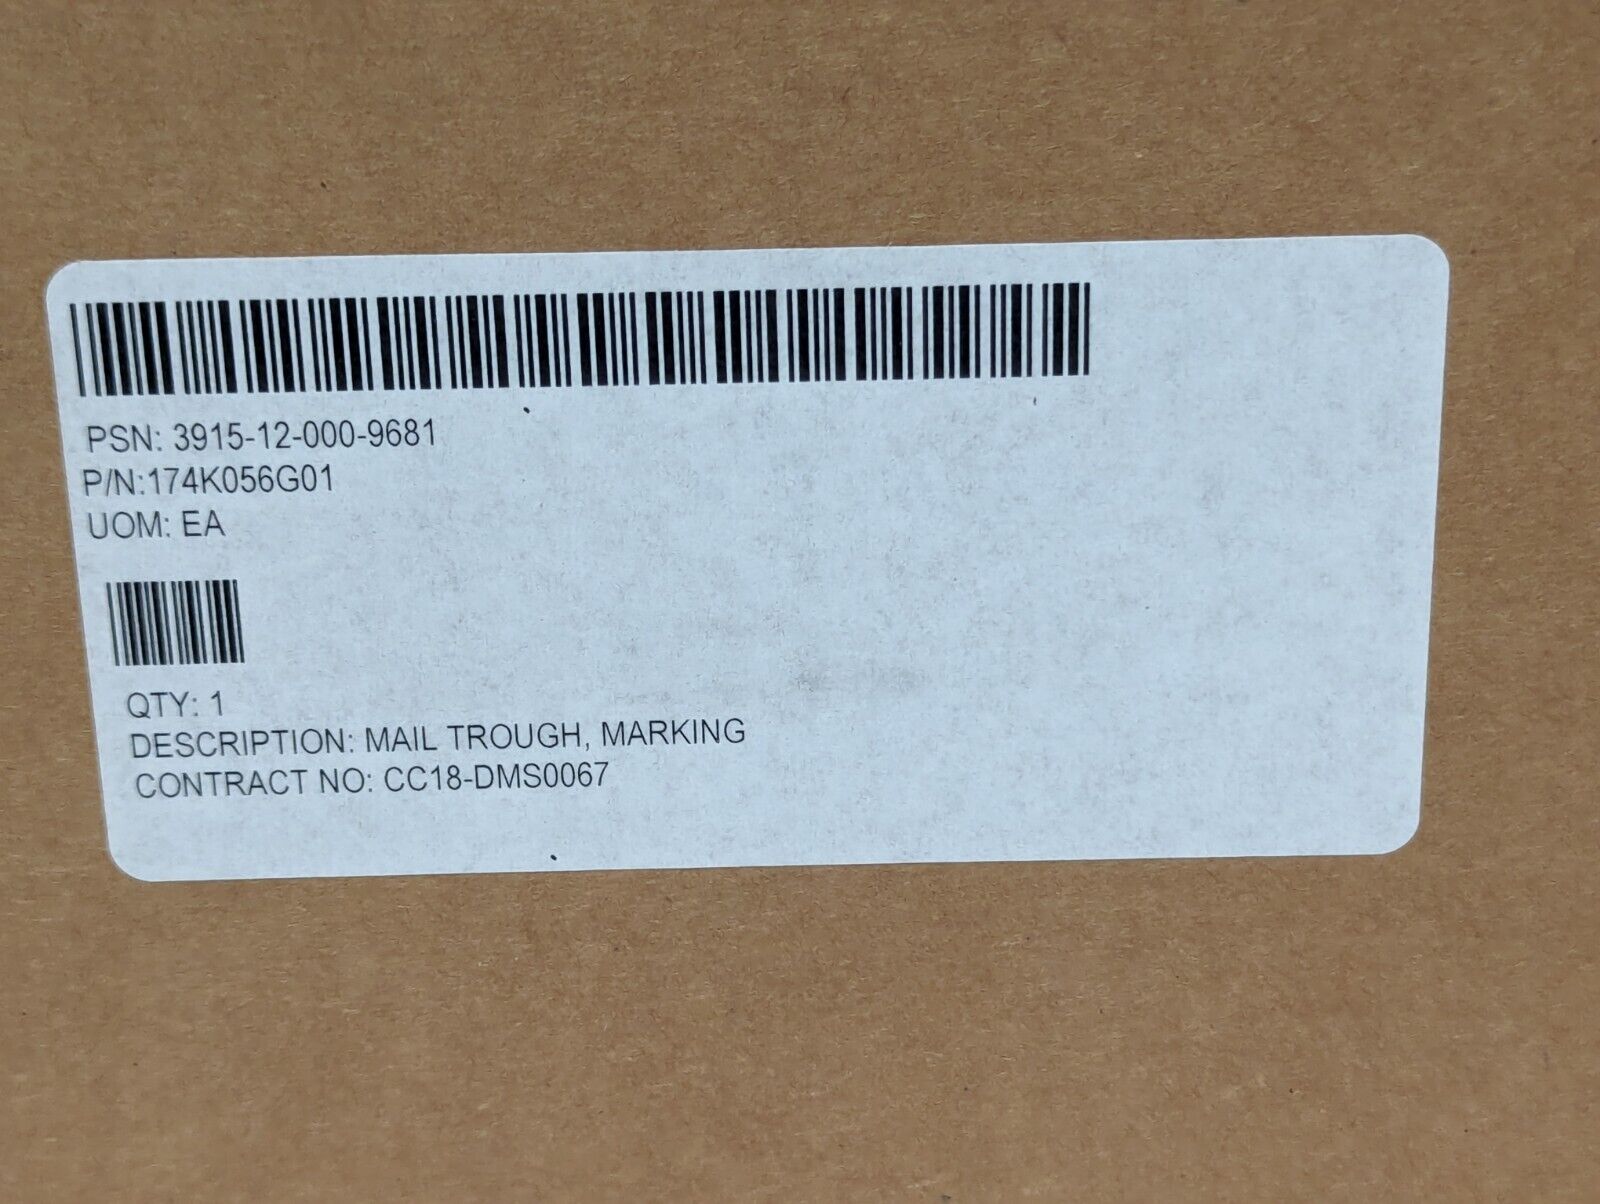 PSN: 3915-12-000-9681
P/N:174K056G01
UOM: EA
QTY: 1
DESCRIPTION: MAIL TROUGH, MARKING
CONTRACT NO: CC18-DMS0067